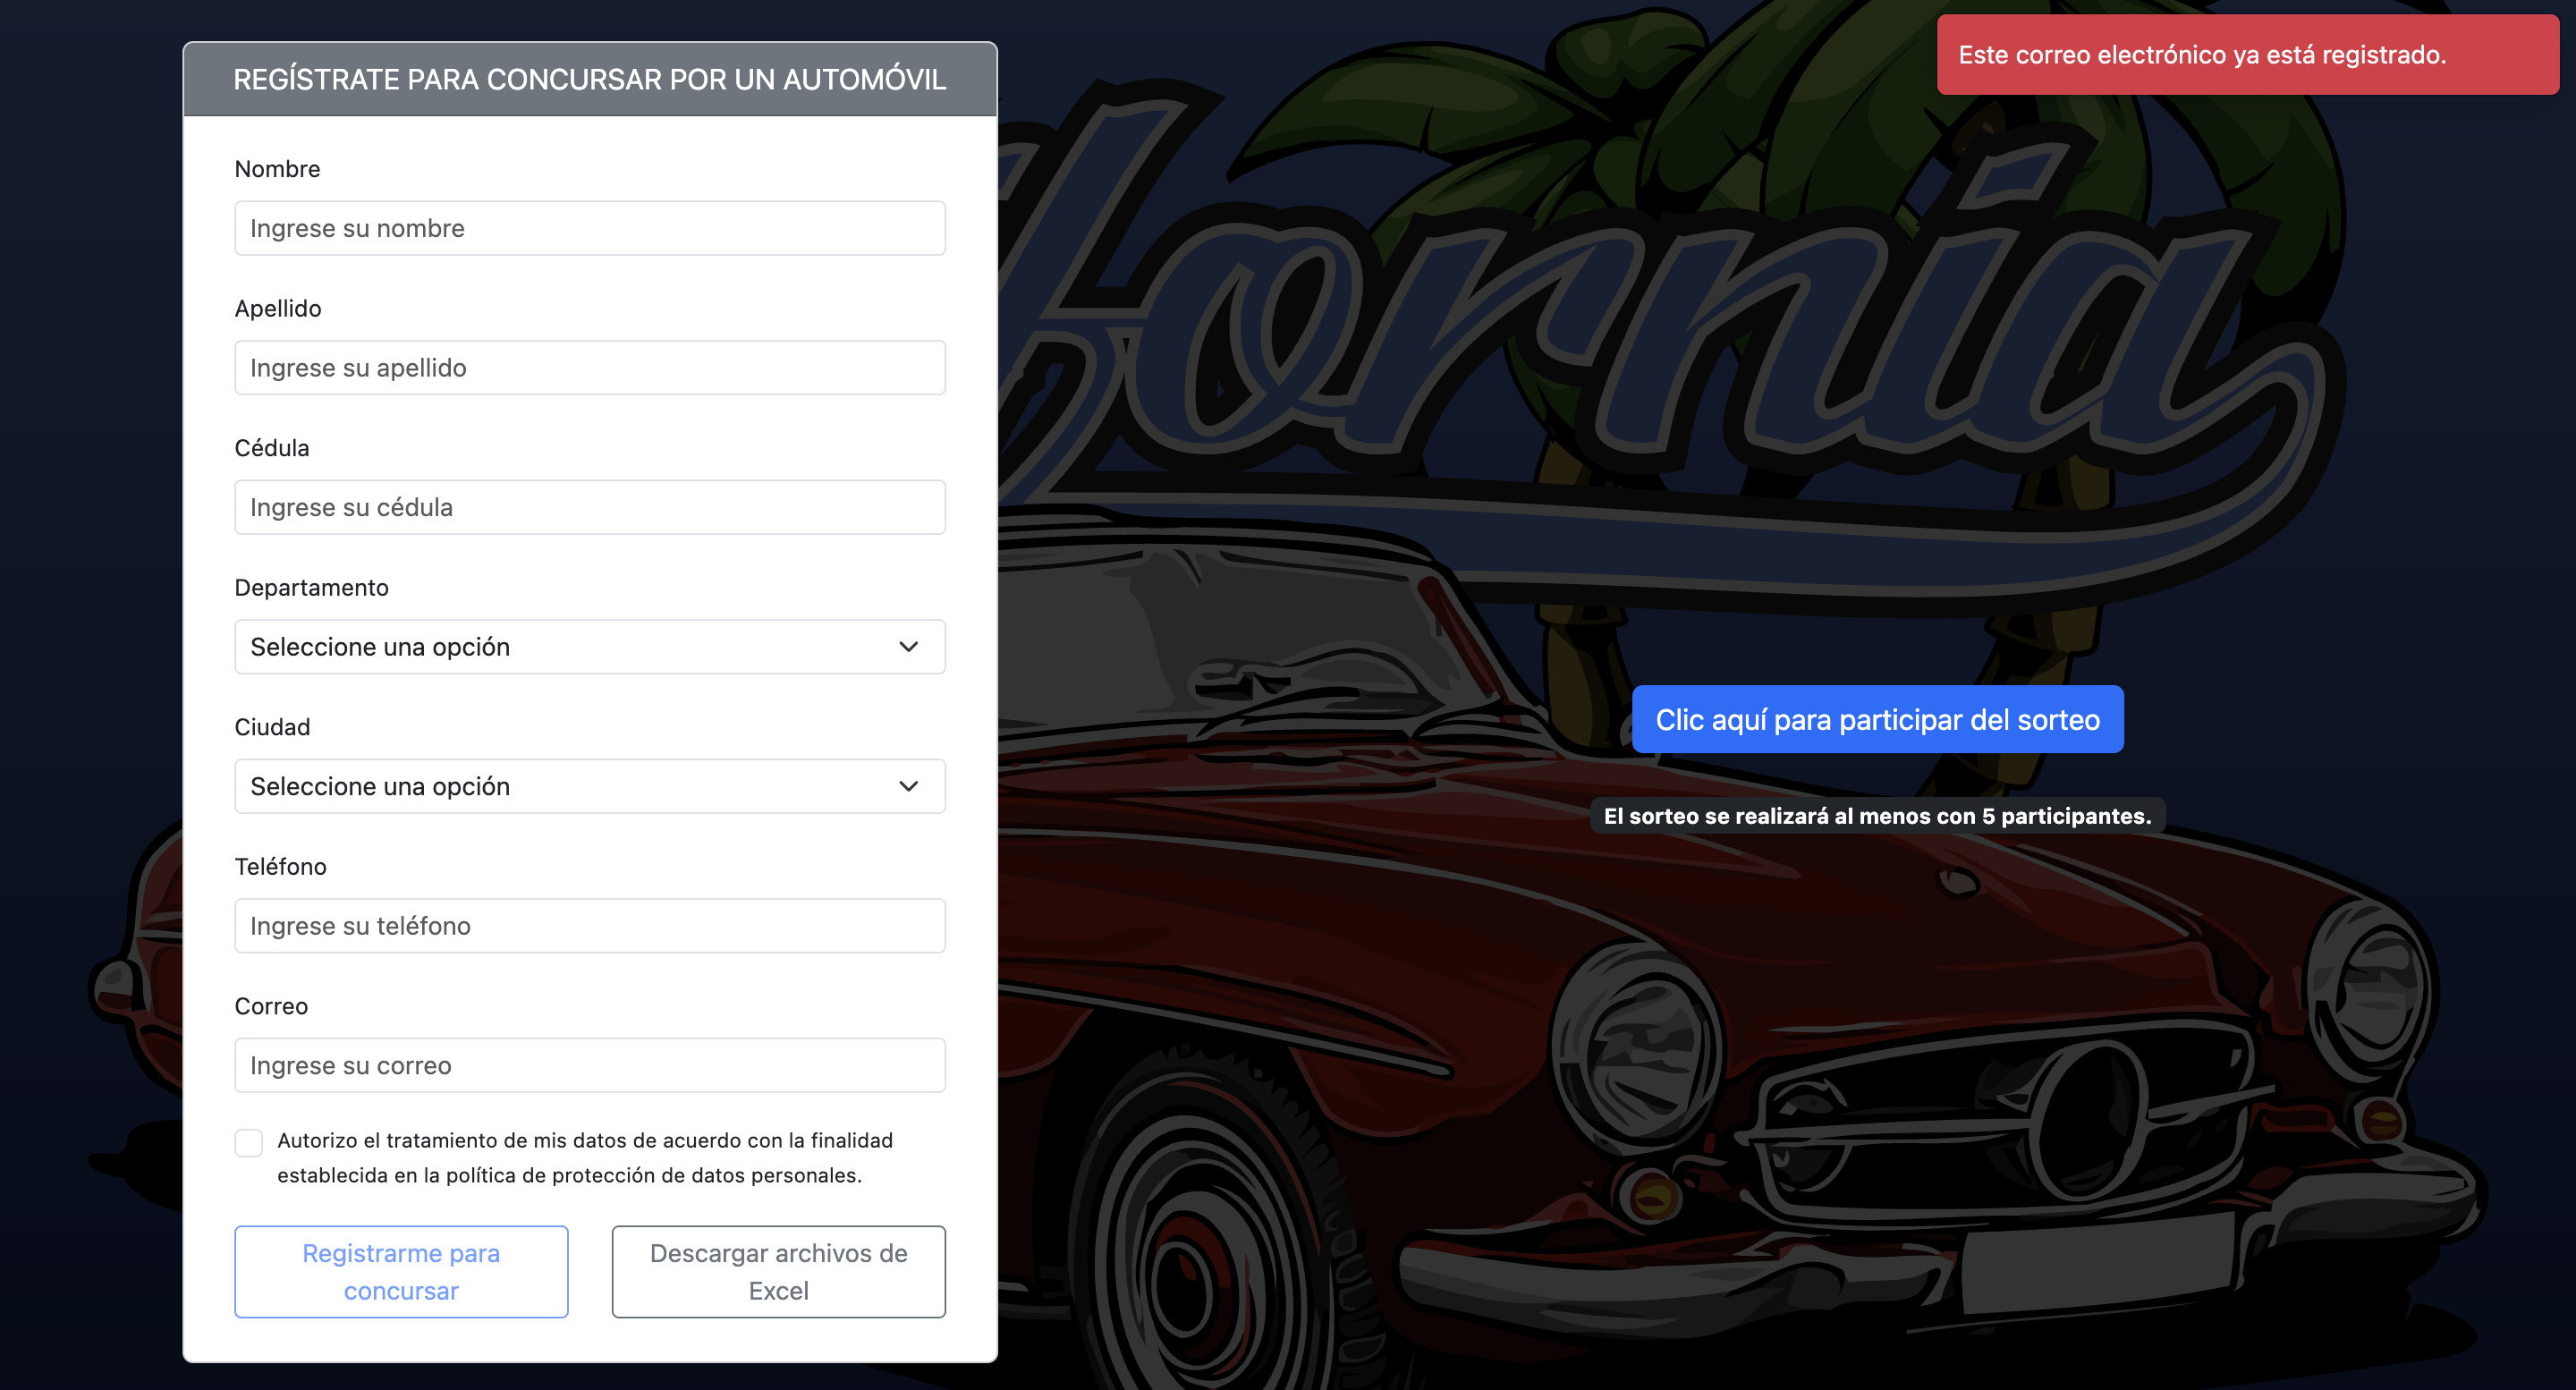 REGÍSTRATE PARA CONCURSAR POR UN AUTOMÓVIL
Nombre
Ingrese su nombre
Apellido
Ingrese su apellido
Cédula
Ingrese su cédula
Departamento
Seleccione una opción
Ciudad
Seleccione una opción
Teléfono
Ingrese su teléfono
Correo
Ingrese su correo
Autorizo el tratamiento de mis datos de acuerdo con la finalidad
establecida en la política de protección de datos personales.
Registrarme para
concursar
Descargar archivos de
Excel
Este correo electrónico ya está registrado.
fornia
Clic aquí para participar del sorteo
El sorteo se realizará al menos con 5 participantes.